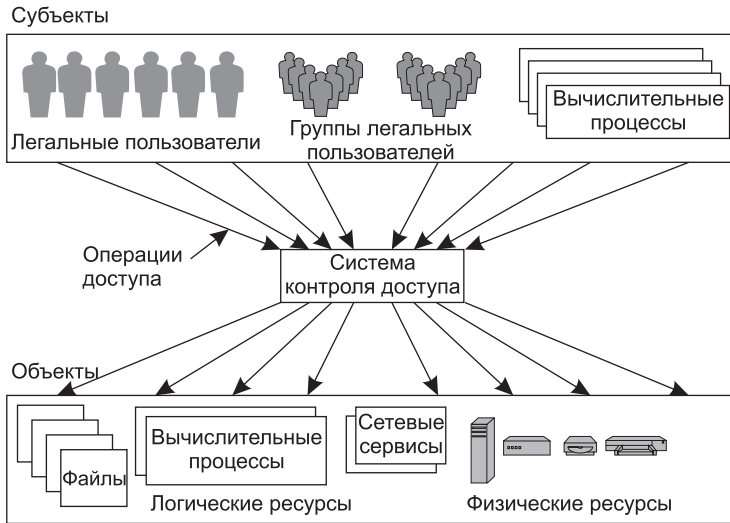 Субъекты
Легальные пользователи
Группы легальных
пользователей
Вычислительные
процессы
Операции
доступа
Система
контроля доступа
Объекты
Файлы
Вычислительные
процессы
Сетевые
сервисы
Логические ресурсы
Физические ресурсы